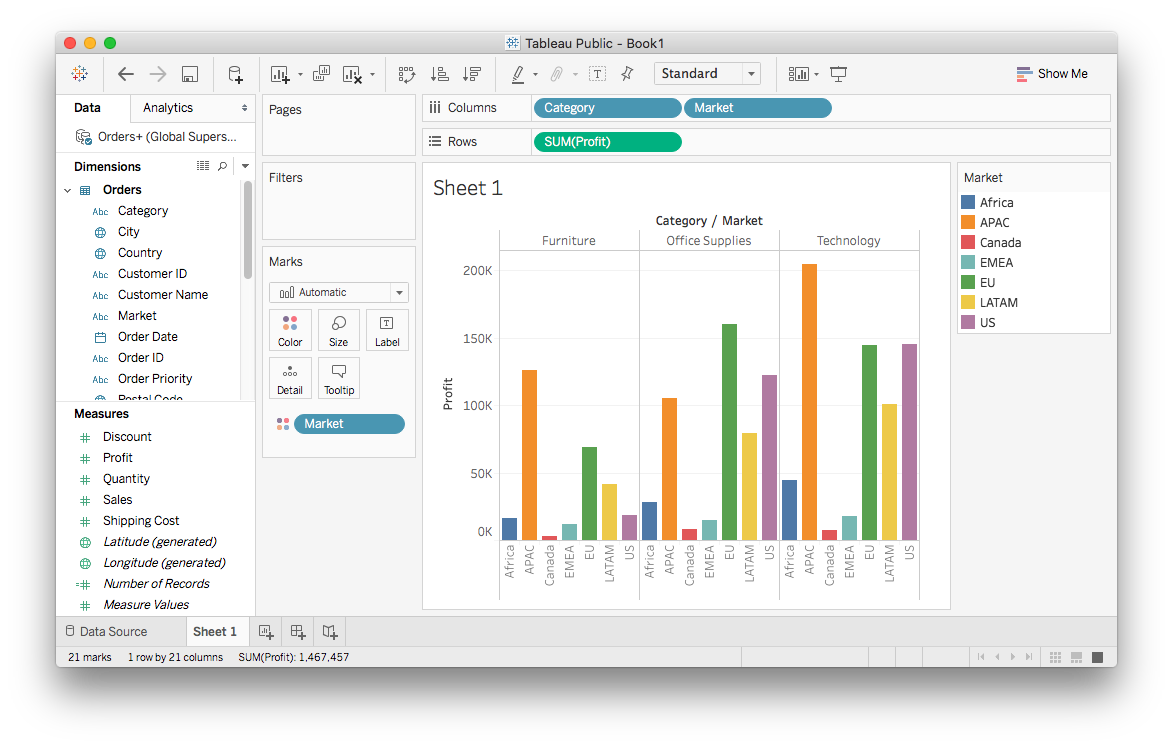 Tableau Public - Book1
Standard
Show Me
Data
Analytics
Orders+ (Global Supers...
Dimensions
Orders
Abc Category
City
Country
Abc Customer ID
Abc Customer Name
Abc Market
Order Date
Abc Order ID
Abc Order Priority
Postal Code
Measures
Discount
Profit
Quantity
Sales
Shipping Cost
Latitude (generated)
Longitude (generated)
Number of Records
Measure Values
Pages
Filters
Marks
Automatic
Color
Size
Label
Detail
Tooltip
Market
Columns
Category
Market
Rows
SUM(Profit)
Sheet 1
Category / Market
Furniture
Office Supplies
Technology
Profit
200K
150K
100K
50K
0K
Africa
APAC
Canada
EMEA
EU
LATAM
US
Africa
APAC
Canada
EMEA
EU
LATAM
US
Africa
APAC
Canada
EMEA
EU
LATAM
US
Market
Africa
APAC
Canada
EMEA
EU
LATAM
US
Data Source
Sheet 1
21 marks
1 row by 21 columns
SUM(Profit): 1,467,457